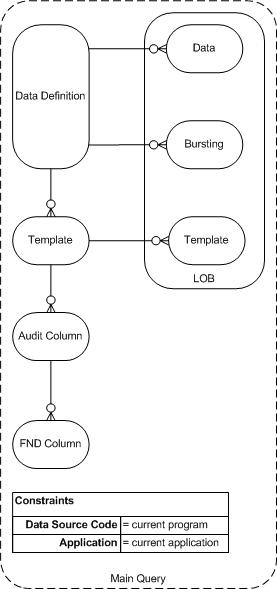 Data
Data Definition
Bursting
Template
Template
LOB
Audit Column
FND Column
Constraints
Data Source Code = current program
Application = current application
Main Query